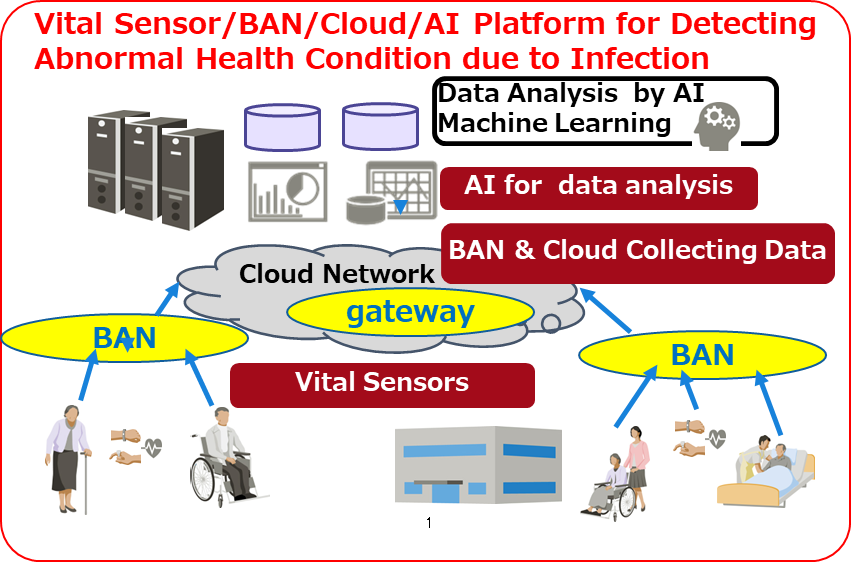 Vital Sensor/BAN/Cloud/AI Platform for Detecting
Abnormal Health Condition due to Infection
Data Analysis by AI
Machine Learning
AI for data analysis
BAN & Cloud Collecting Data
Cloud Network
gateway
BAN
BAN
Vital Sensors
1